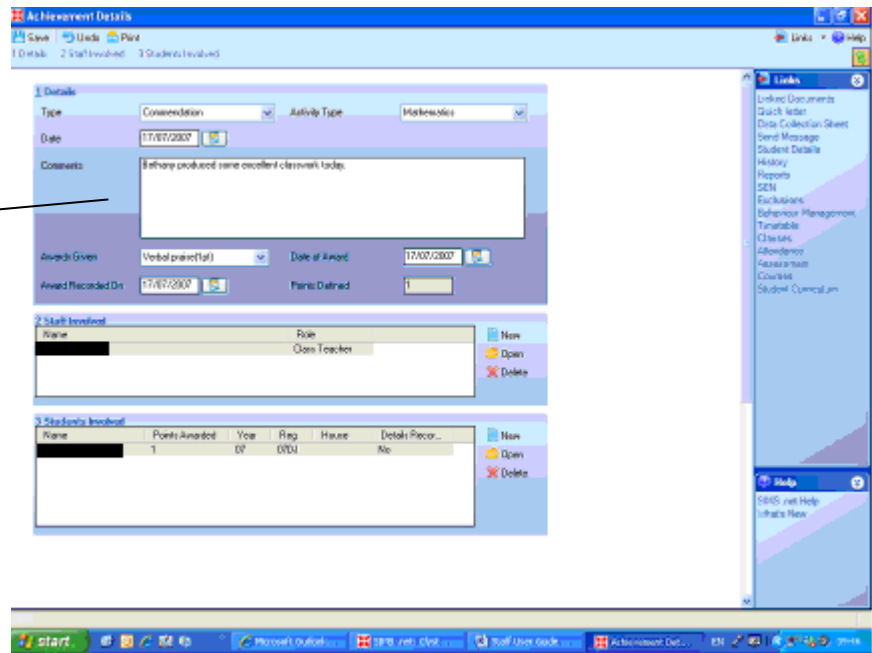 Achievement Details
Save Undo Print Links Help
1 Details 2 Staff Involved 3 Students Involved
1 Details
Type Commendation Activity Type Mathematics
Date 17/07/2007
Comments Bethany produced some excellent classwork today.
Awards Given Verbal praise(1pt) Date of Award 17/07/2007
Award Recorded On 17/07/2007 Points Defined 1
2 Staff Involved
Name Role
Class Teacher
New
Open
Delete
3 Students Involved
Name Points Awarded Year Reg House Details Recor...
1 07 No
New
Open
Delete
Links
Linked Documents
Quick letter
Data Collection Sheet
Send Message
Student Details
History
Reports
SEN
Exclusions
Behaviour Management
Timetable
Classes
Attendance
Assessment
Courses
Student Curriculum
Help
SIMS .net Help
What's New
start Microsoft Outlook Staff User Guide Achievement Det... EN